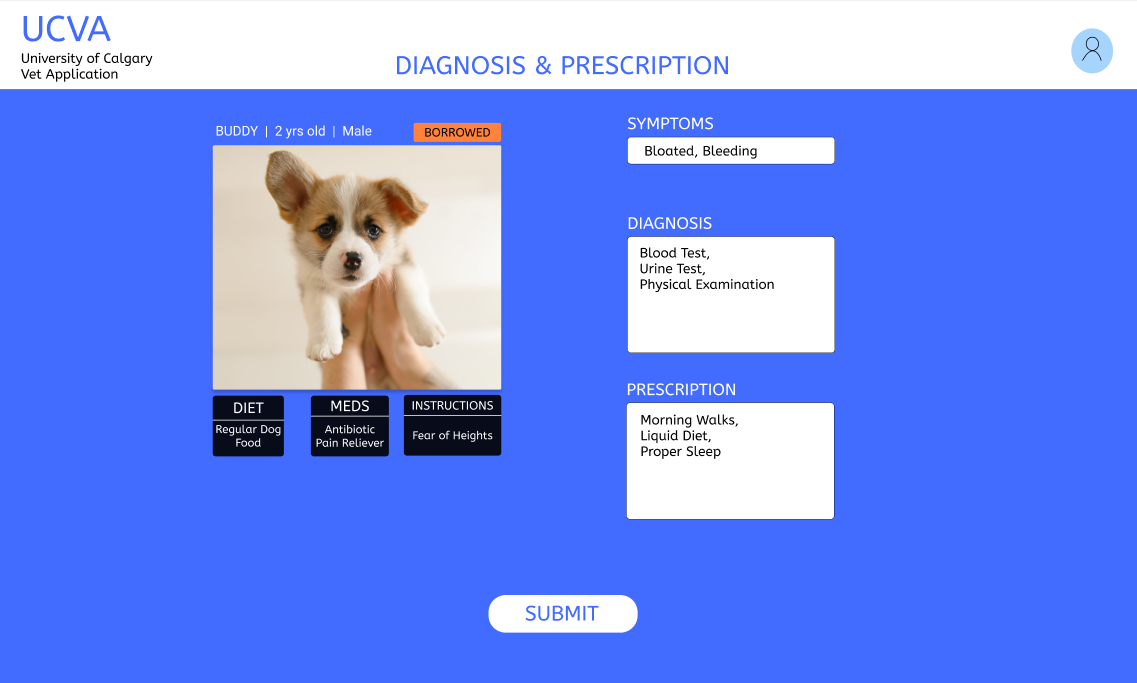 UCVA
University of Calgary
Vet Application
DIAGNOSIS & PRESCRIPTION
BUDDY | 2 yrs old | Male
BORROWED
DIET
Regular Dog
Food
MEDS
Antibiotic
Pain Reliever
INSTRUCTIONS
Fear of Heights
SYMPTOMS
Bloated, Bleeding
DIAGNOSIS
Blood Test,
Urine Test,
Physical Examination
PRESCRIPTION
Morning Walks,
Liquid Diet,
Proper Sleep
SUBMIT